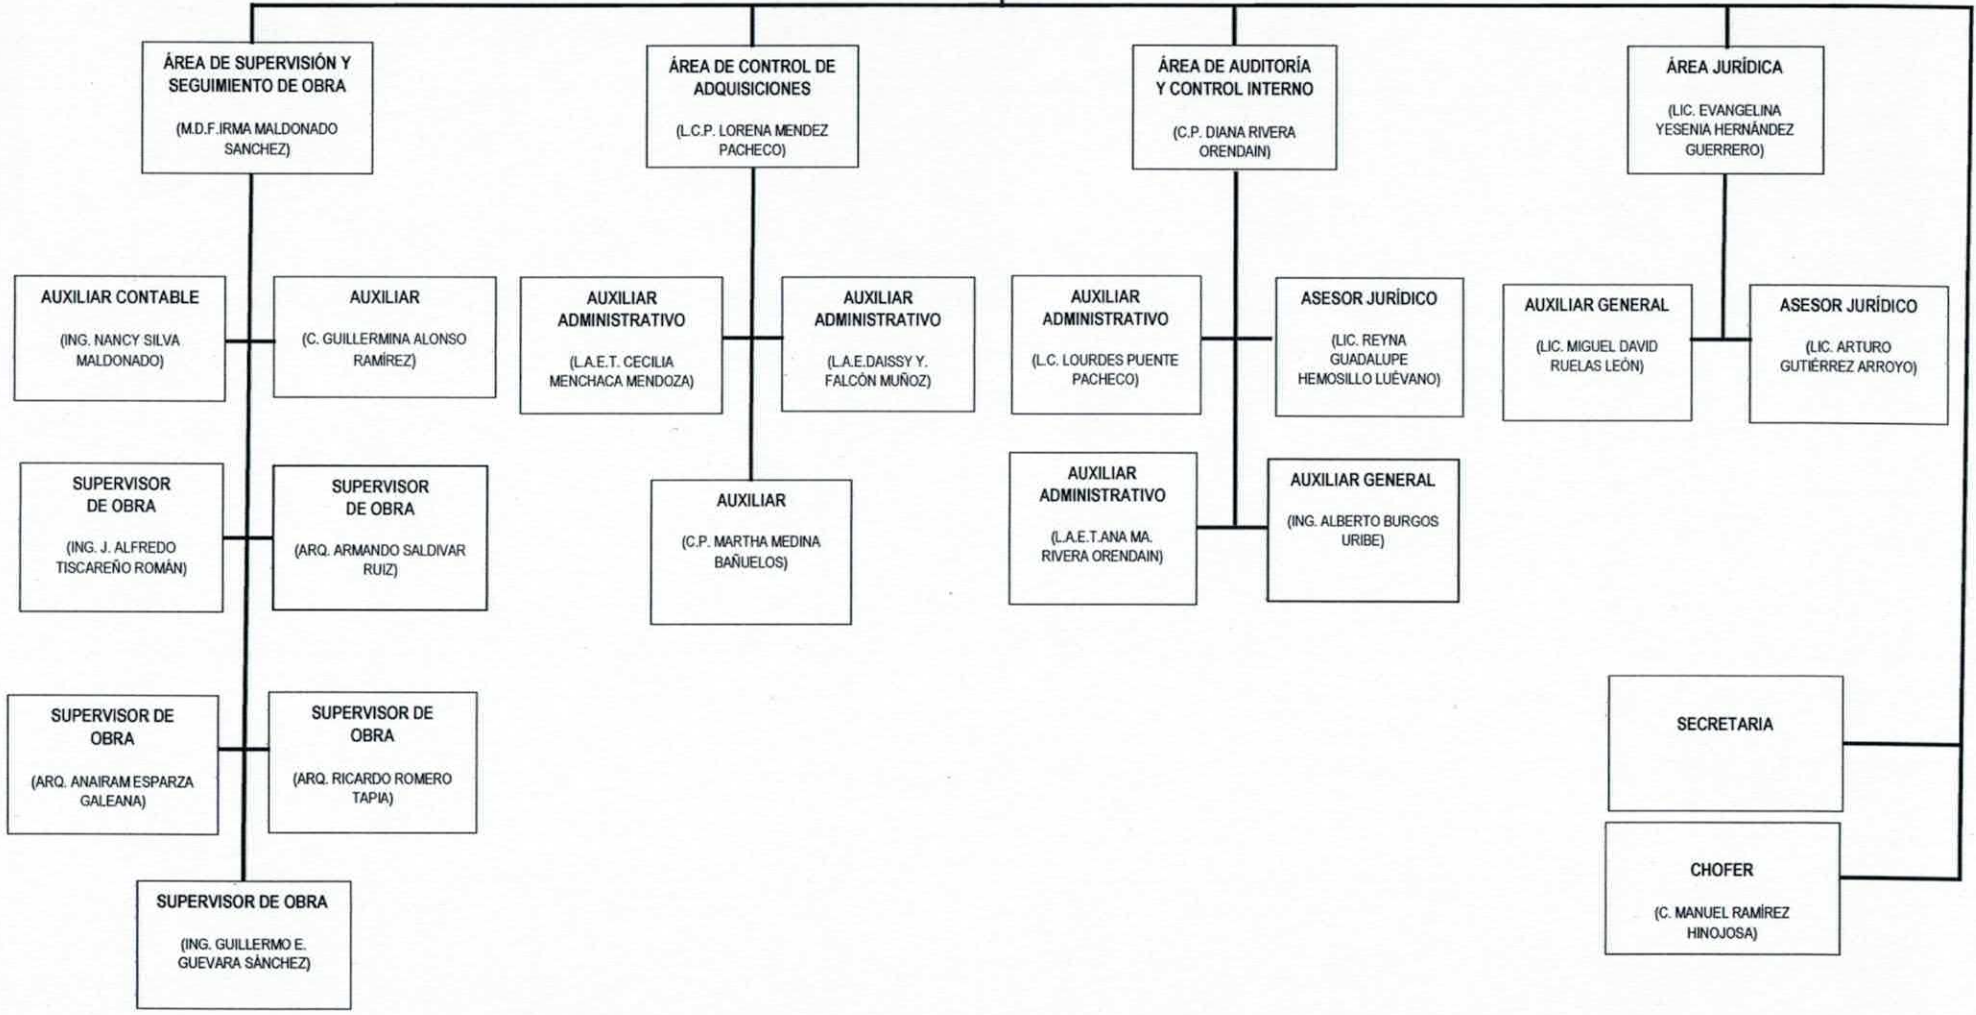 ÁREA DE SUPERVISIÓN Y
SEGUIMIENTO DE OBRA
(M.D.F.IRMA MALDONADO
SANCHEZ)
ÁREA DE CONTROL DE
ADQUISICIONES
(L.C.P. LORENA MENDEZ
PACHECO)
ÁREA DE AUDITORÍA
Y CONTROL INTERNO
(C.P. DIANA RIVERA
ORENDAIN)
ÁREA JURÍDICA
(LIC. EVANGELINA
YESENIA HERNÁNDEZ
GUERRERO)
AUXILIAR CONTABLE
(ING. NANCY SILVA
MALDONADO)
AUXILIAR
(C. GUILLERMINA ALONSO
RAMÍREZ)
AUXILIAR
ADMINISTRATIVO
(L.A.E.T. CECILIA
MENCHACA MENDOZA)
AUXILIAR
ADMINISTRATIVO
(L.A.E.DAISSY Y.
FALCÓN MUÑOZ)
AUXILIAR
ADMINISTRATIVO
(L.C. LOURDES PUENTE
PACHECO)
ASESOR JURÍDICO
(LIC. REYNA
GUADALUPE
HEMOSILLO LUÉVANO)
AUXILIAR GENERAL
(LIC. MIGUEL DAVID
RUELAS LEÓN)
ASESOR JURÍDICO
(LIC. ARTURO
GUTIÉRREZ ARROYO)
SUPERVISOR
DE OBRA
(ING. J. ALFREDO
TISCAREÑO ROMÁN)
SUPERVISOR
DE OBRA
(ARQ. ARMANDO SALDIVAR
RUIZ)
AUXILIAR
(C.P. MARTHA MEDINA
BAÑUELOS)
AUXILIAR
ADMINISTRATIVO
(L.A.E.T.ANA MA.
RIVERA ORENDAIN)
AUXILIAR GENERAL
(ING. ALBERTO BURGOS
URIBE)
SUPERVISOR DE
OBRA
(ARQ. ANAIRAM ESPARZA
GALEANA)
SUPERVISOR DE
OBRA
(ARQ. RICARDO ROMERO
TAPIA)
SECRETARIA
CHOFER
(C. MANUEL RAMÍREZ
HINOJOSA)
SUPERVISOR DE OBRA
(ING. GUILLERMO E.
GUEVARA SÁNCHEZ)